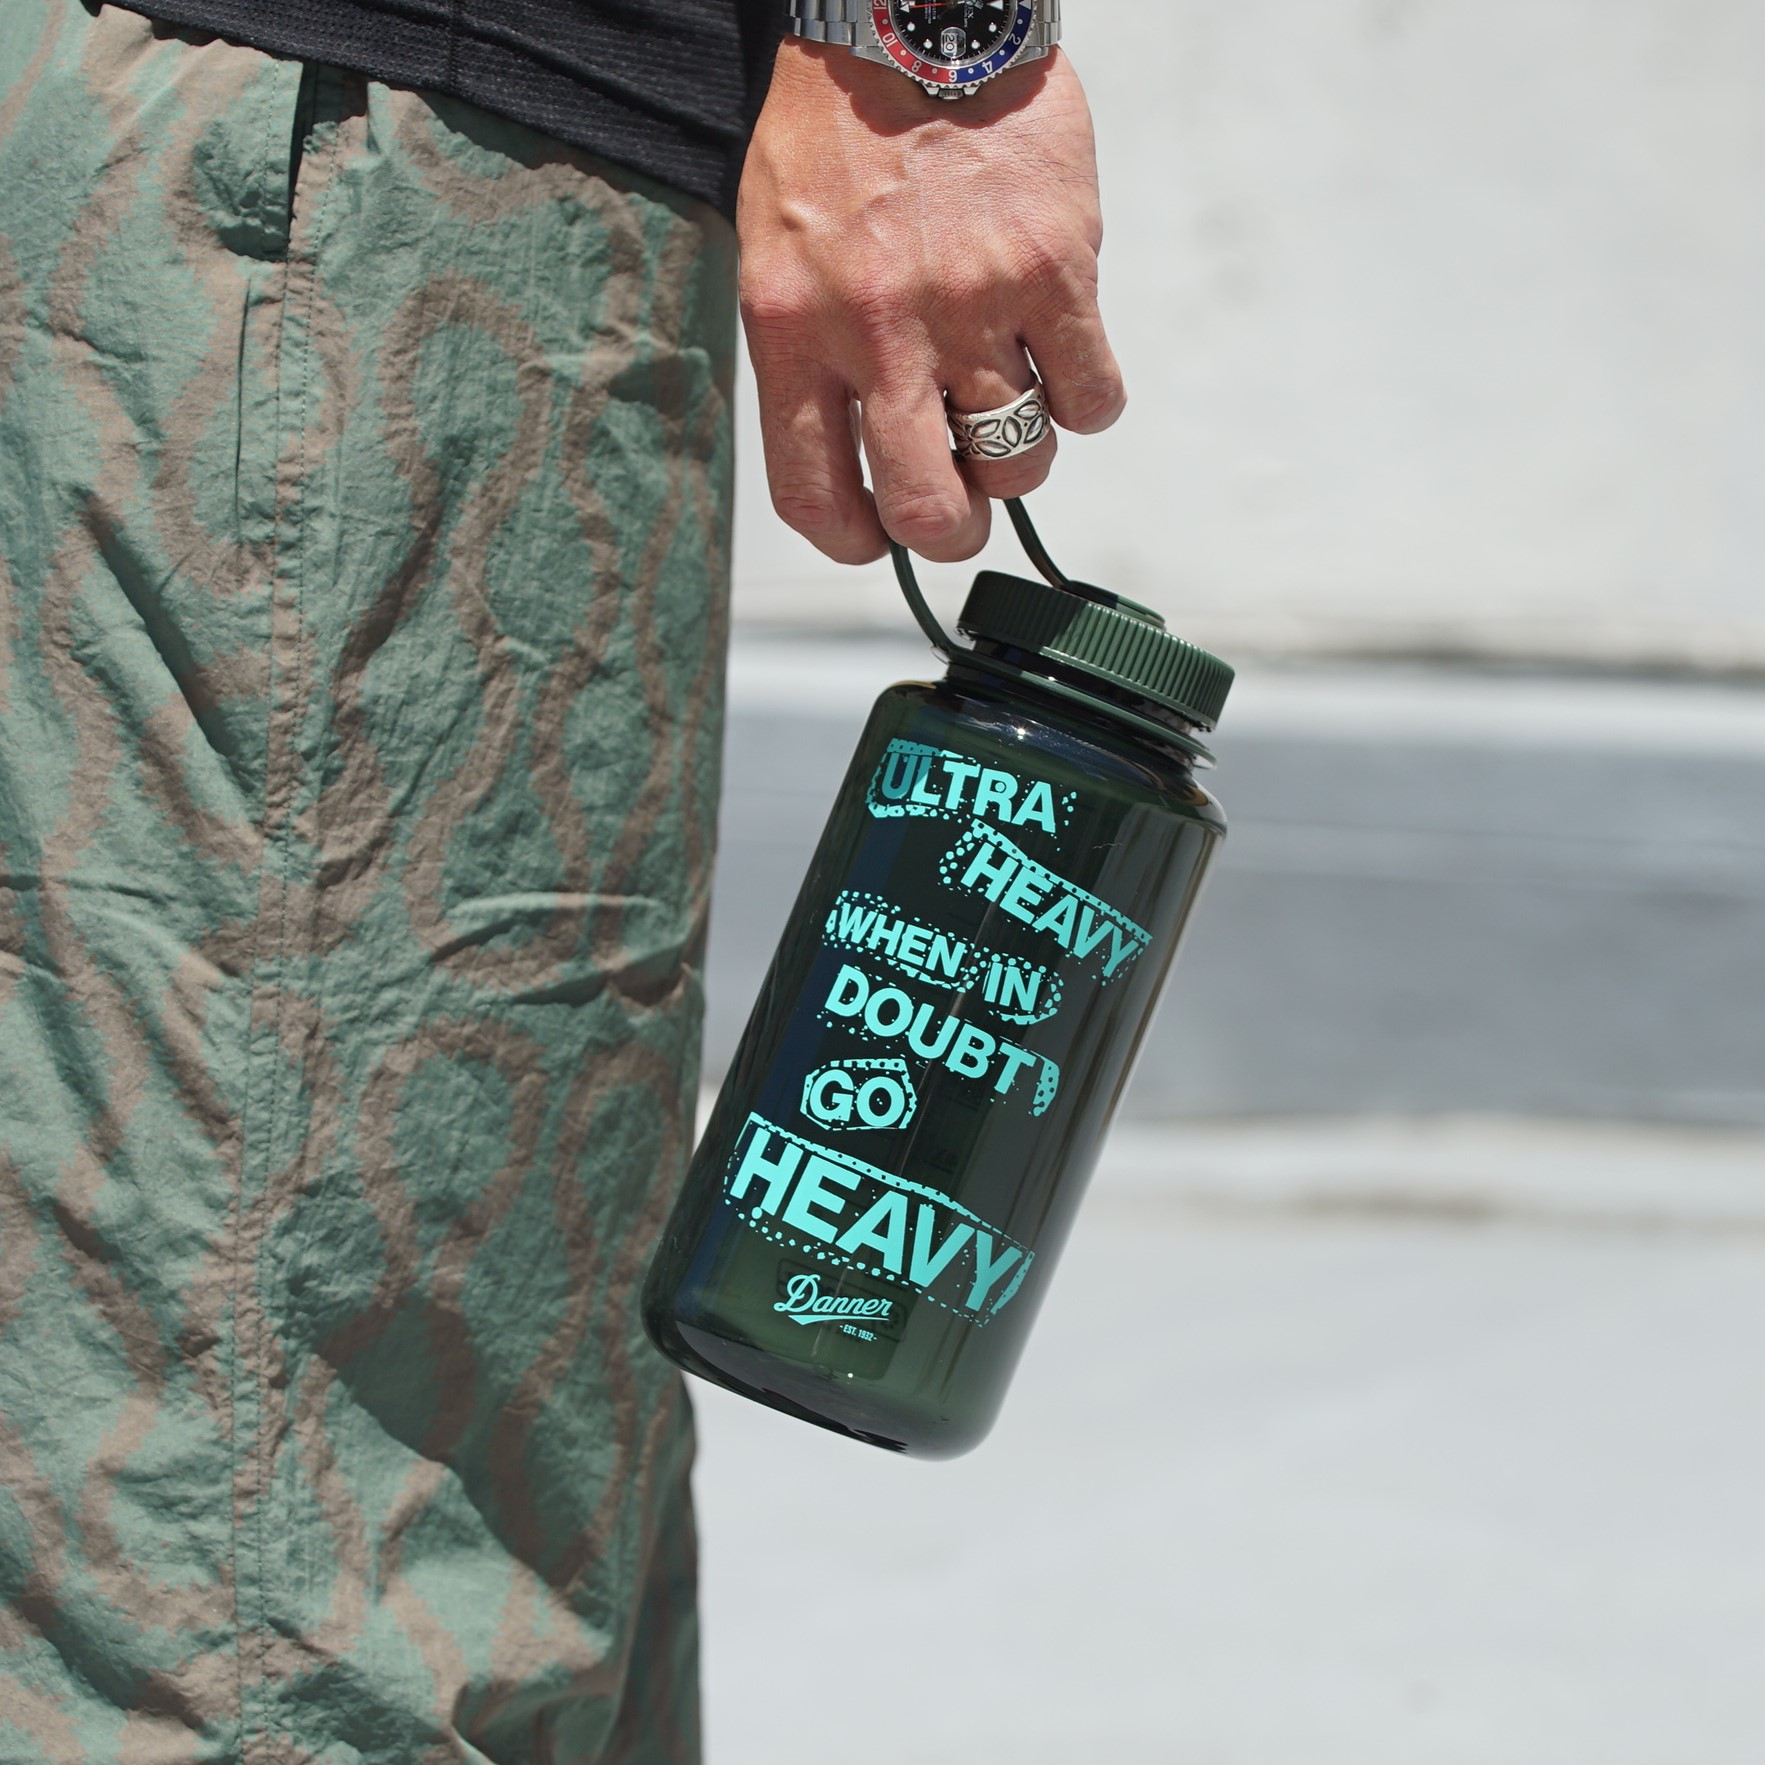 ULTRA
HEAVY
WHEN IN
DOUBT
GO
HEAVY
Danner
-EST. 1932-